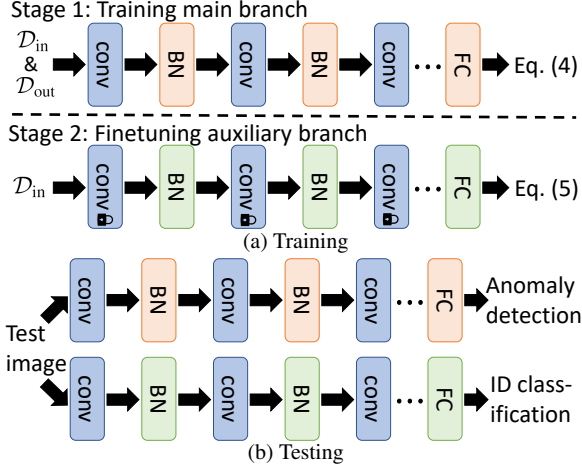 Stage 1: Training main branch
𝒟in
&
𝒟out
conv
BN
conv
BN
conv
...
FC
Eq. (4)
Stage 2: Finetuning auxiliary branch
𝒟in
conv
BN
conv
BN
conv
...
FC
Eq. (5)
(a) Training
Test
image
conv
BN
conv
BN
conv
...
FC
Anomaly
detection
conv
BN
conv
BN
conv
...
FC
ID class-
ification
(b) Testing